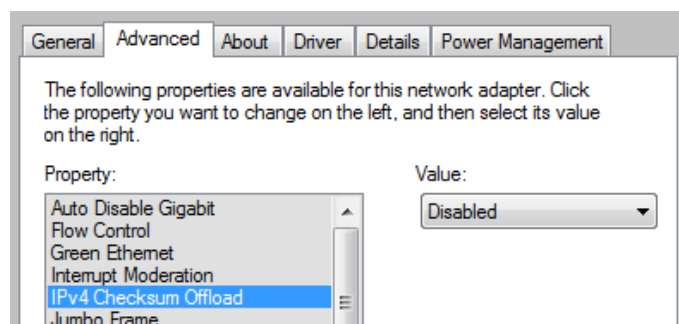 General Advanced About Driver Details Power Management
The following properties are available for this network adapter. Click
the property you want to change on the left, and then select its value
on the right.
Property:
Value:
Auto Disable Gigabit
Disabled
Flow Control
Green Ethernet
Interrupt Moderation
IPv4 Checksum Offload
Jumbo Frame